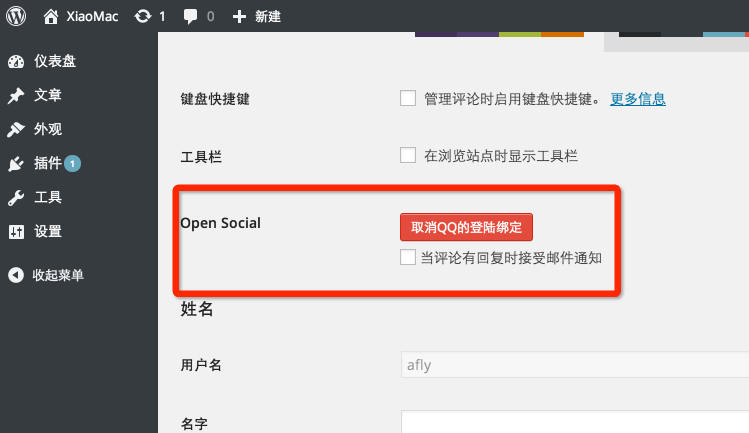 XiaoMac 1 0 新建
仪表盘
文章
外观
插件 1
工具
设置
收起菜单
键盘快捷键 管理评论时启用键盘快捷键。 更多信息
工具栏 在浏览站点时显示工具栏
Open Social 取消QQ的登陆绑定
当评论有回复时接受邮件通知
姓名
用户名 afly
名字